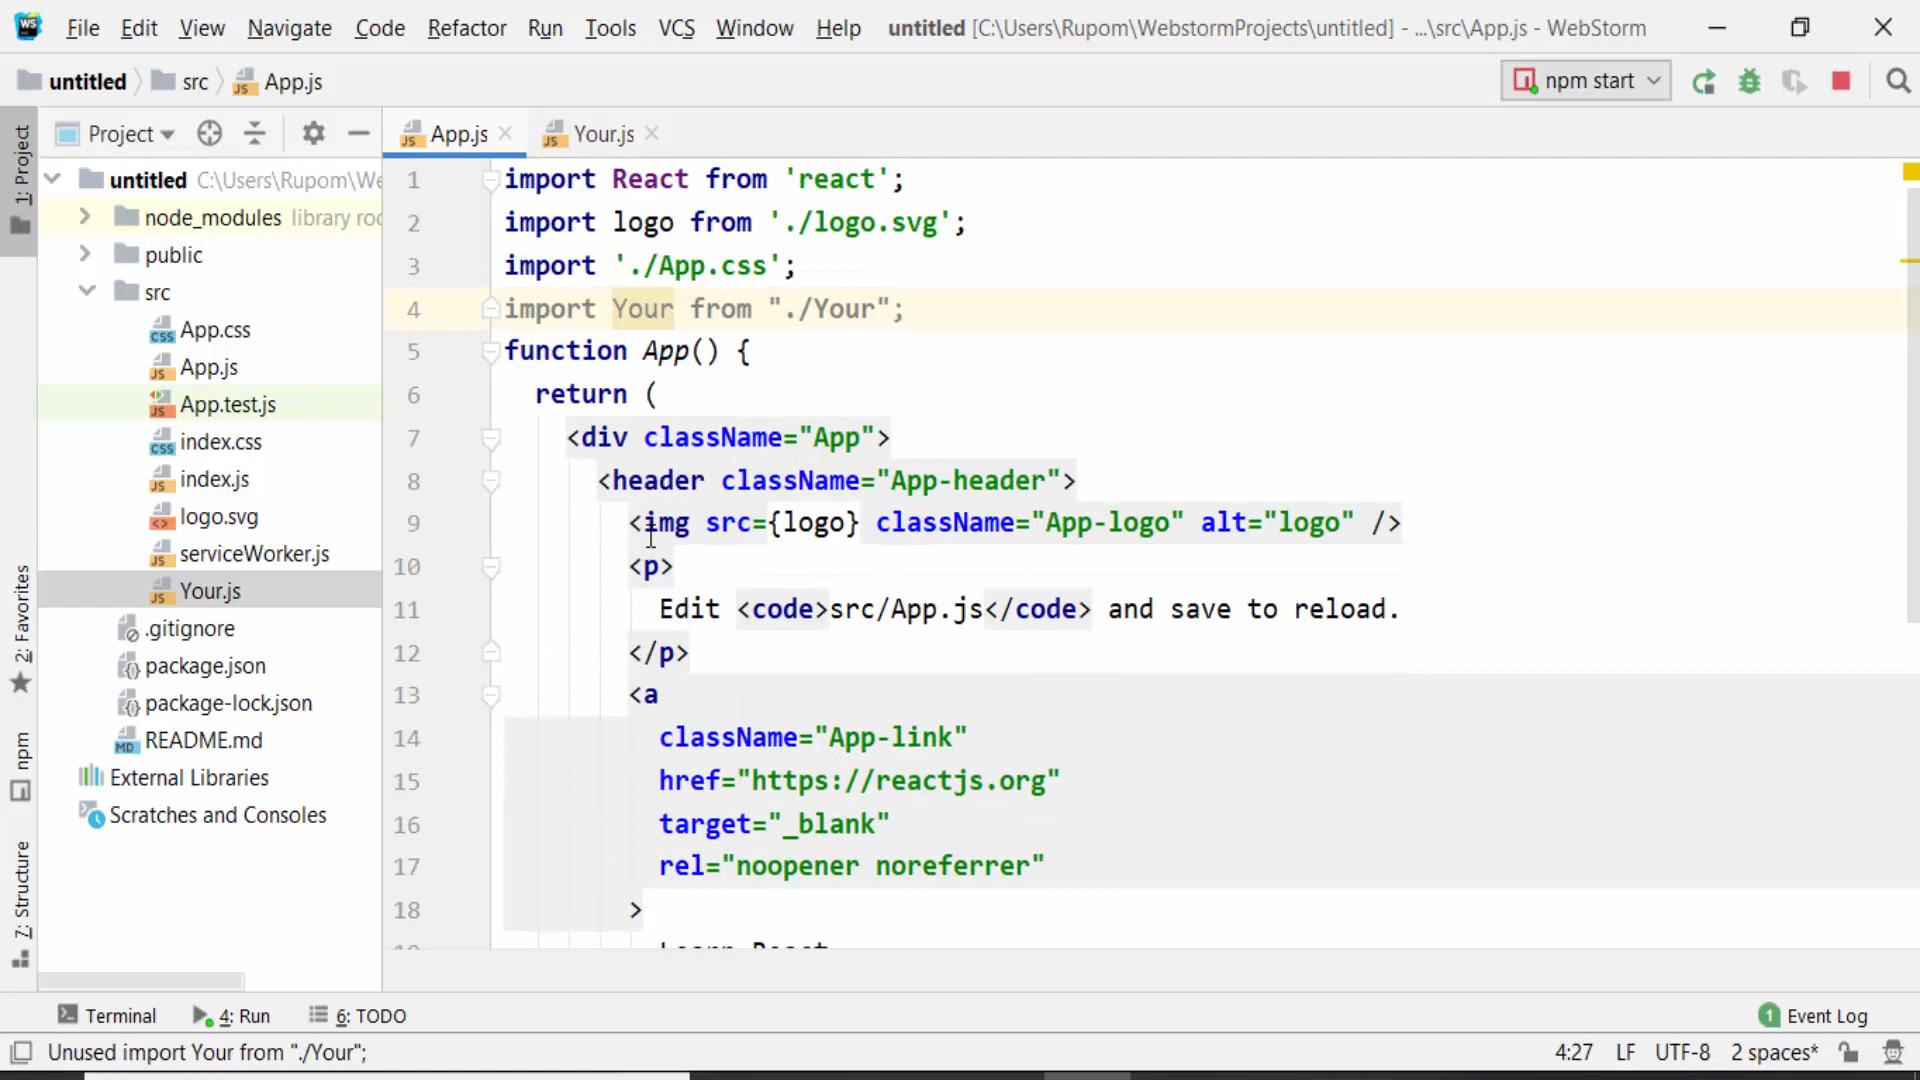 WS File Edit View Navigate Code Refactor Run Tools VCS Window Help untitled [C:\Users\Rupom\WebstormProjects\untitled] - ...\src\App.js - WebStorm
untitled src App.js npm start
1: Project
Project
App.js
Your.js
untitled C:\Users\Rupom\We
node_modules library roo
public
src
App.css
App.js
App.test.js
index.css
index.js
logo.svg
serviceWorker.js
Your.js
.gitignore
package.json
package-lock.json
README.md
External Libraries
Scratches and Consoles
2: Favorites
npm
7: Structure
1 import React from 'react';
2 import logo from './logo.svg';
3 import './App.css';
4 import Your from "./Your";
5 function App() {
6 return (
7 <div className="App">
8 <header className="App-header">
9 <img src={logo} className="App-logo" alt="logo" />
10 <p>
11 Edit <code>src/App.js</code> and save to reload.
12 </p>
13 <a
14 className="App-link"
15 href="https://reactjs.org"
16 target="_blank"
17 rel="noopener noreferrer"
18 >
19 Learn React
Terminal 4: Run 6: TODO 1 Event Log
Unused import Your from "./Your"; 4:27 LF UTF-8 2 spaces*